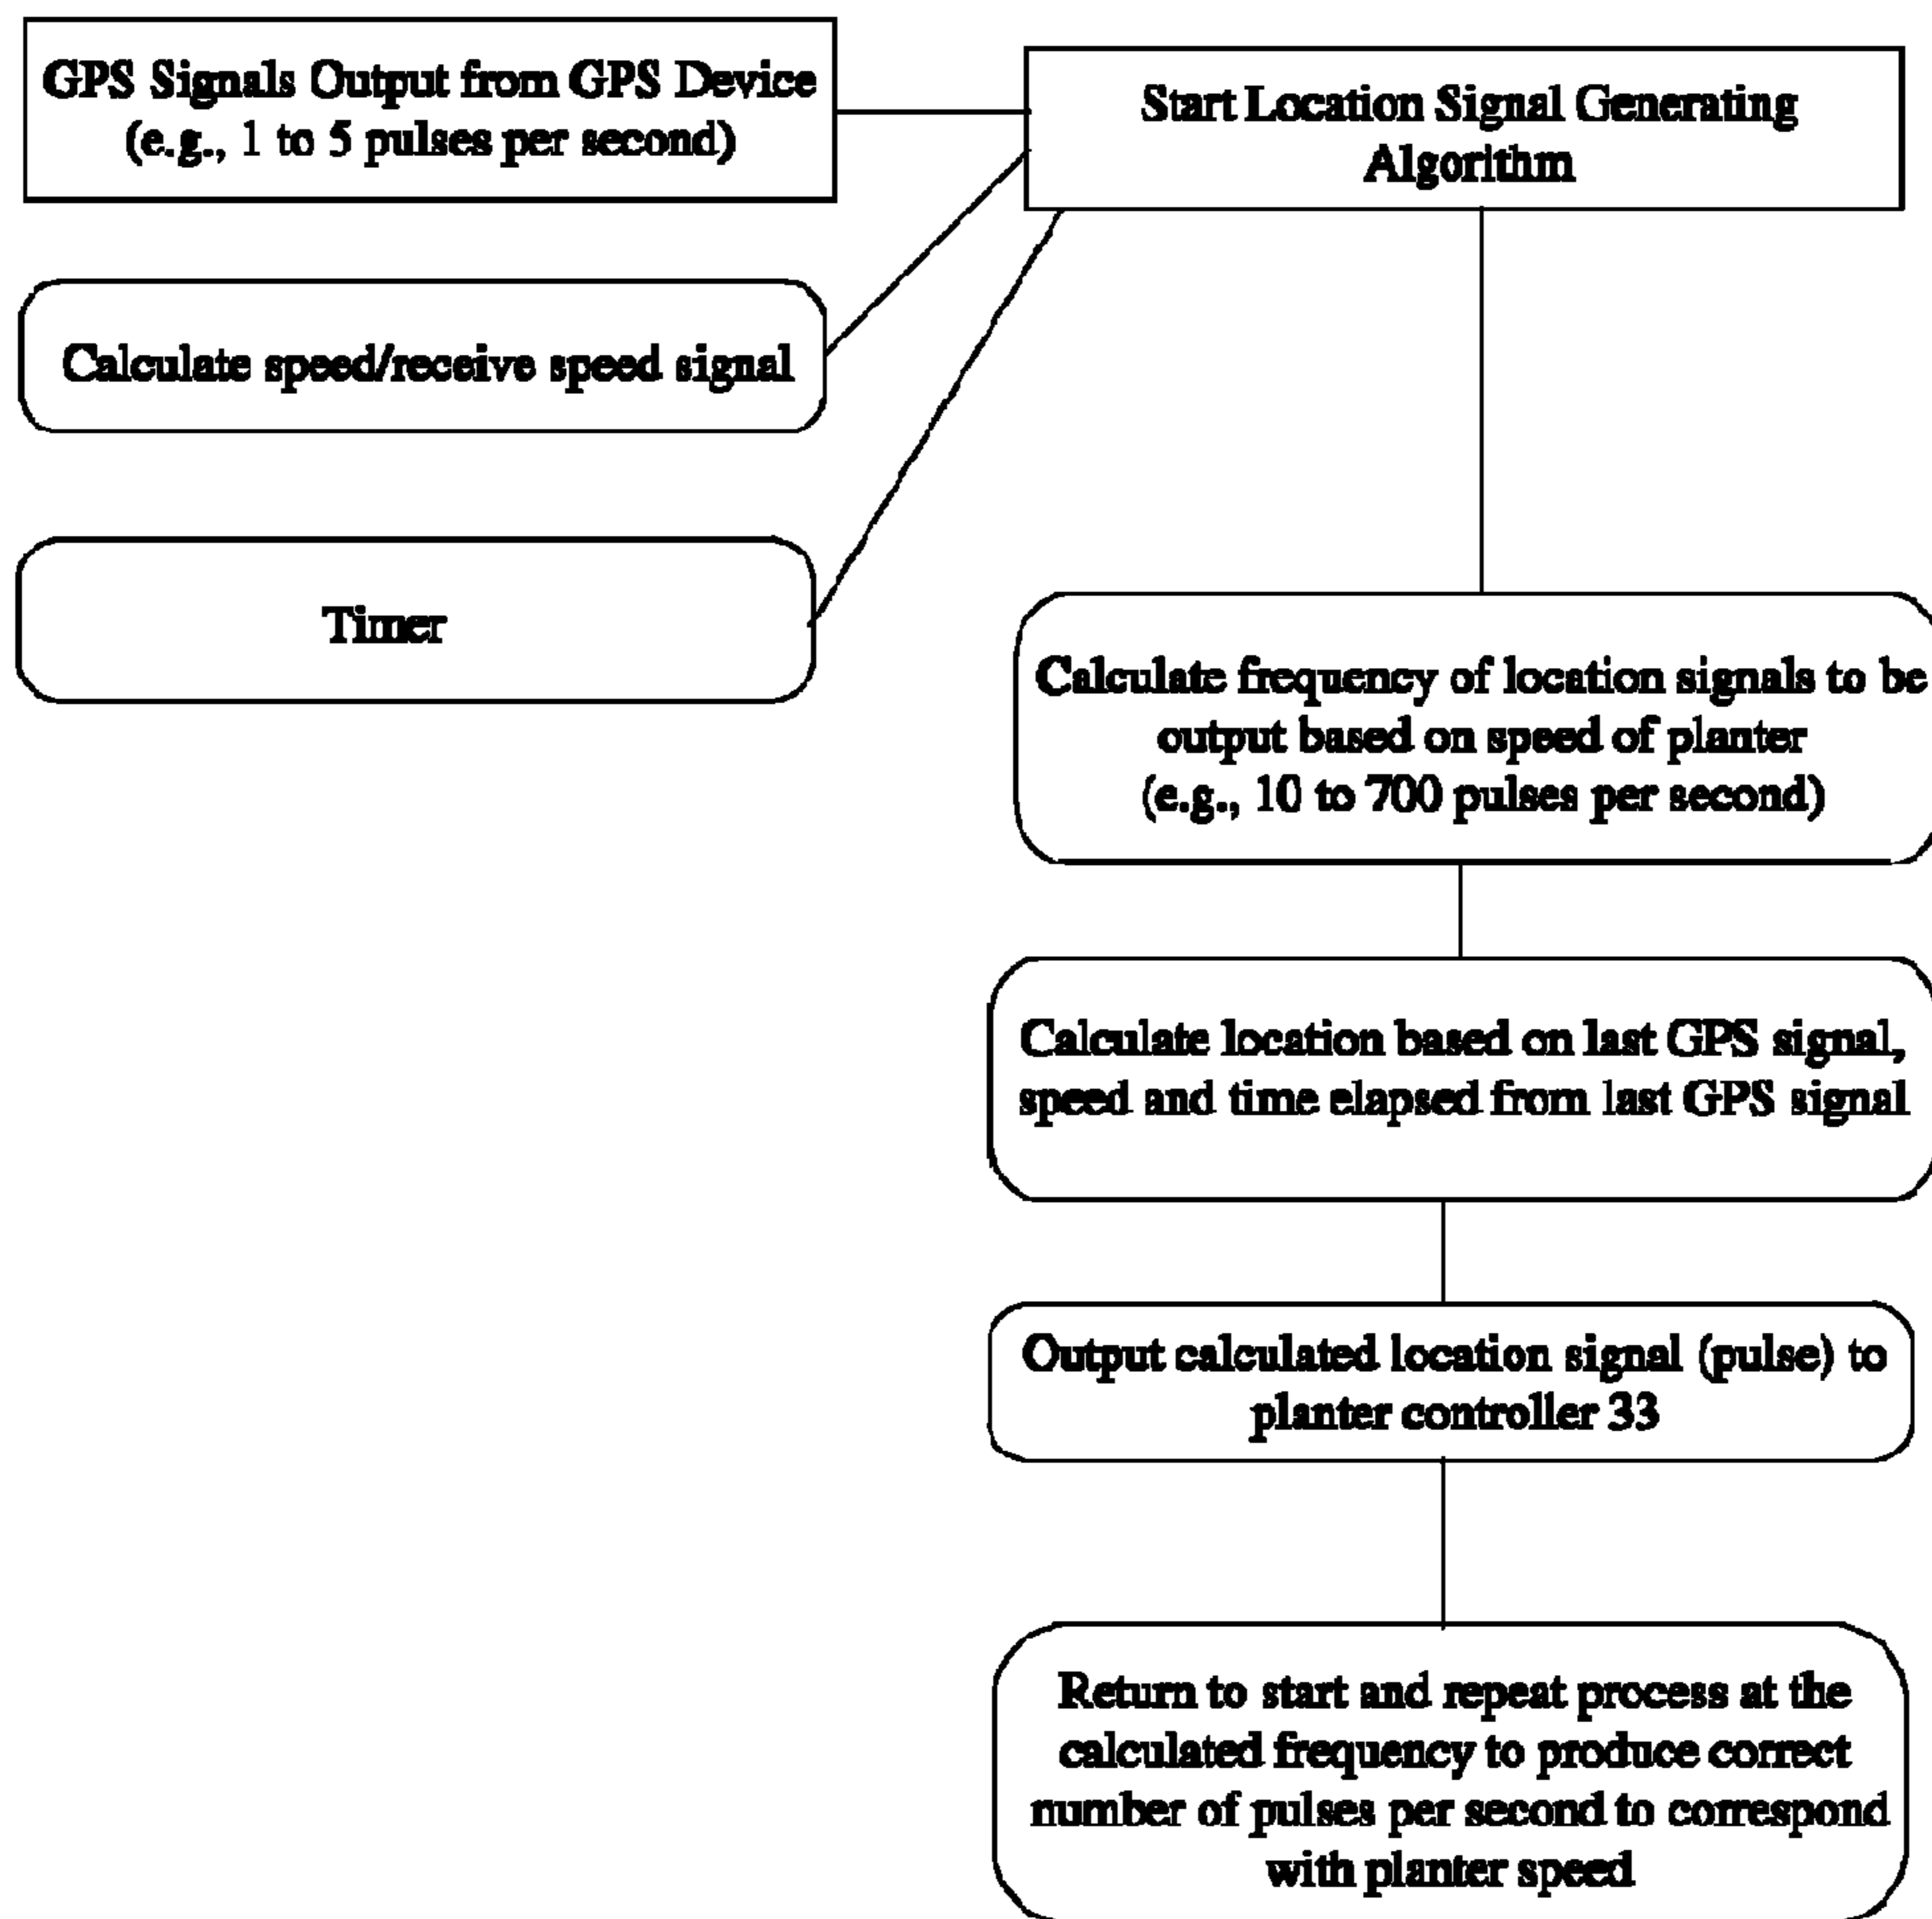 GPS Signals Output from GPS Device
(e.g., 1 to 5 pulses per second)
Start Location Signal Generating
Algorithm
Calculate speed/receive speed signal
Timer
Calculate frequency of location signals to be
output based on speed of planter
(e.g., 10 to 700 pulses per second)
Calculate location based on last GPS signal,
speed and time elapsed from last GPS signal
Output calculated location signal (pulse) to
planter controller 33
Return to start and repeat process at the
calculated frequency to produce correct
number of pulses per second to correspond
with planter speed